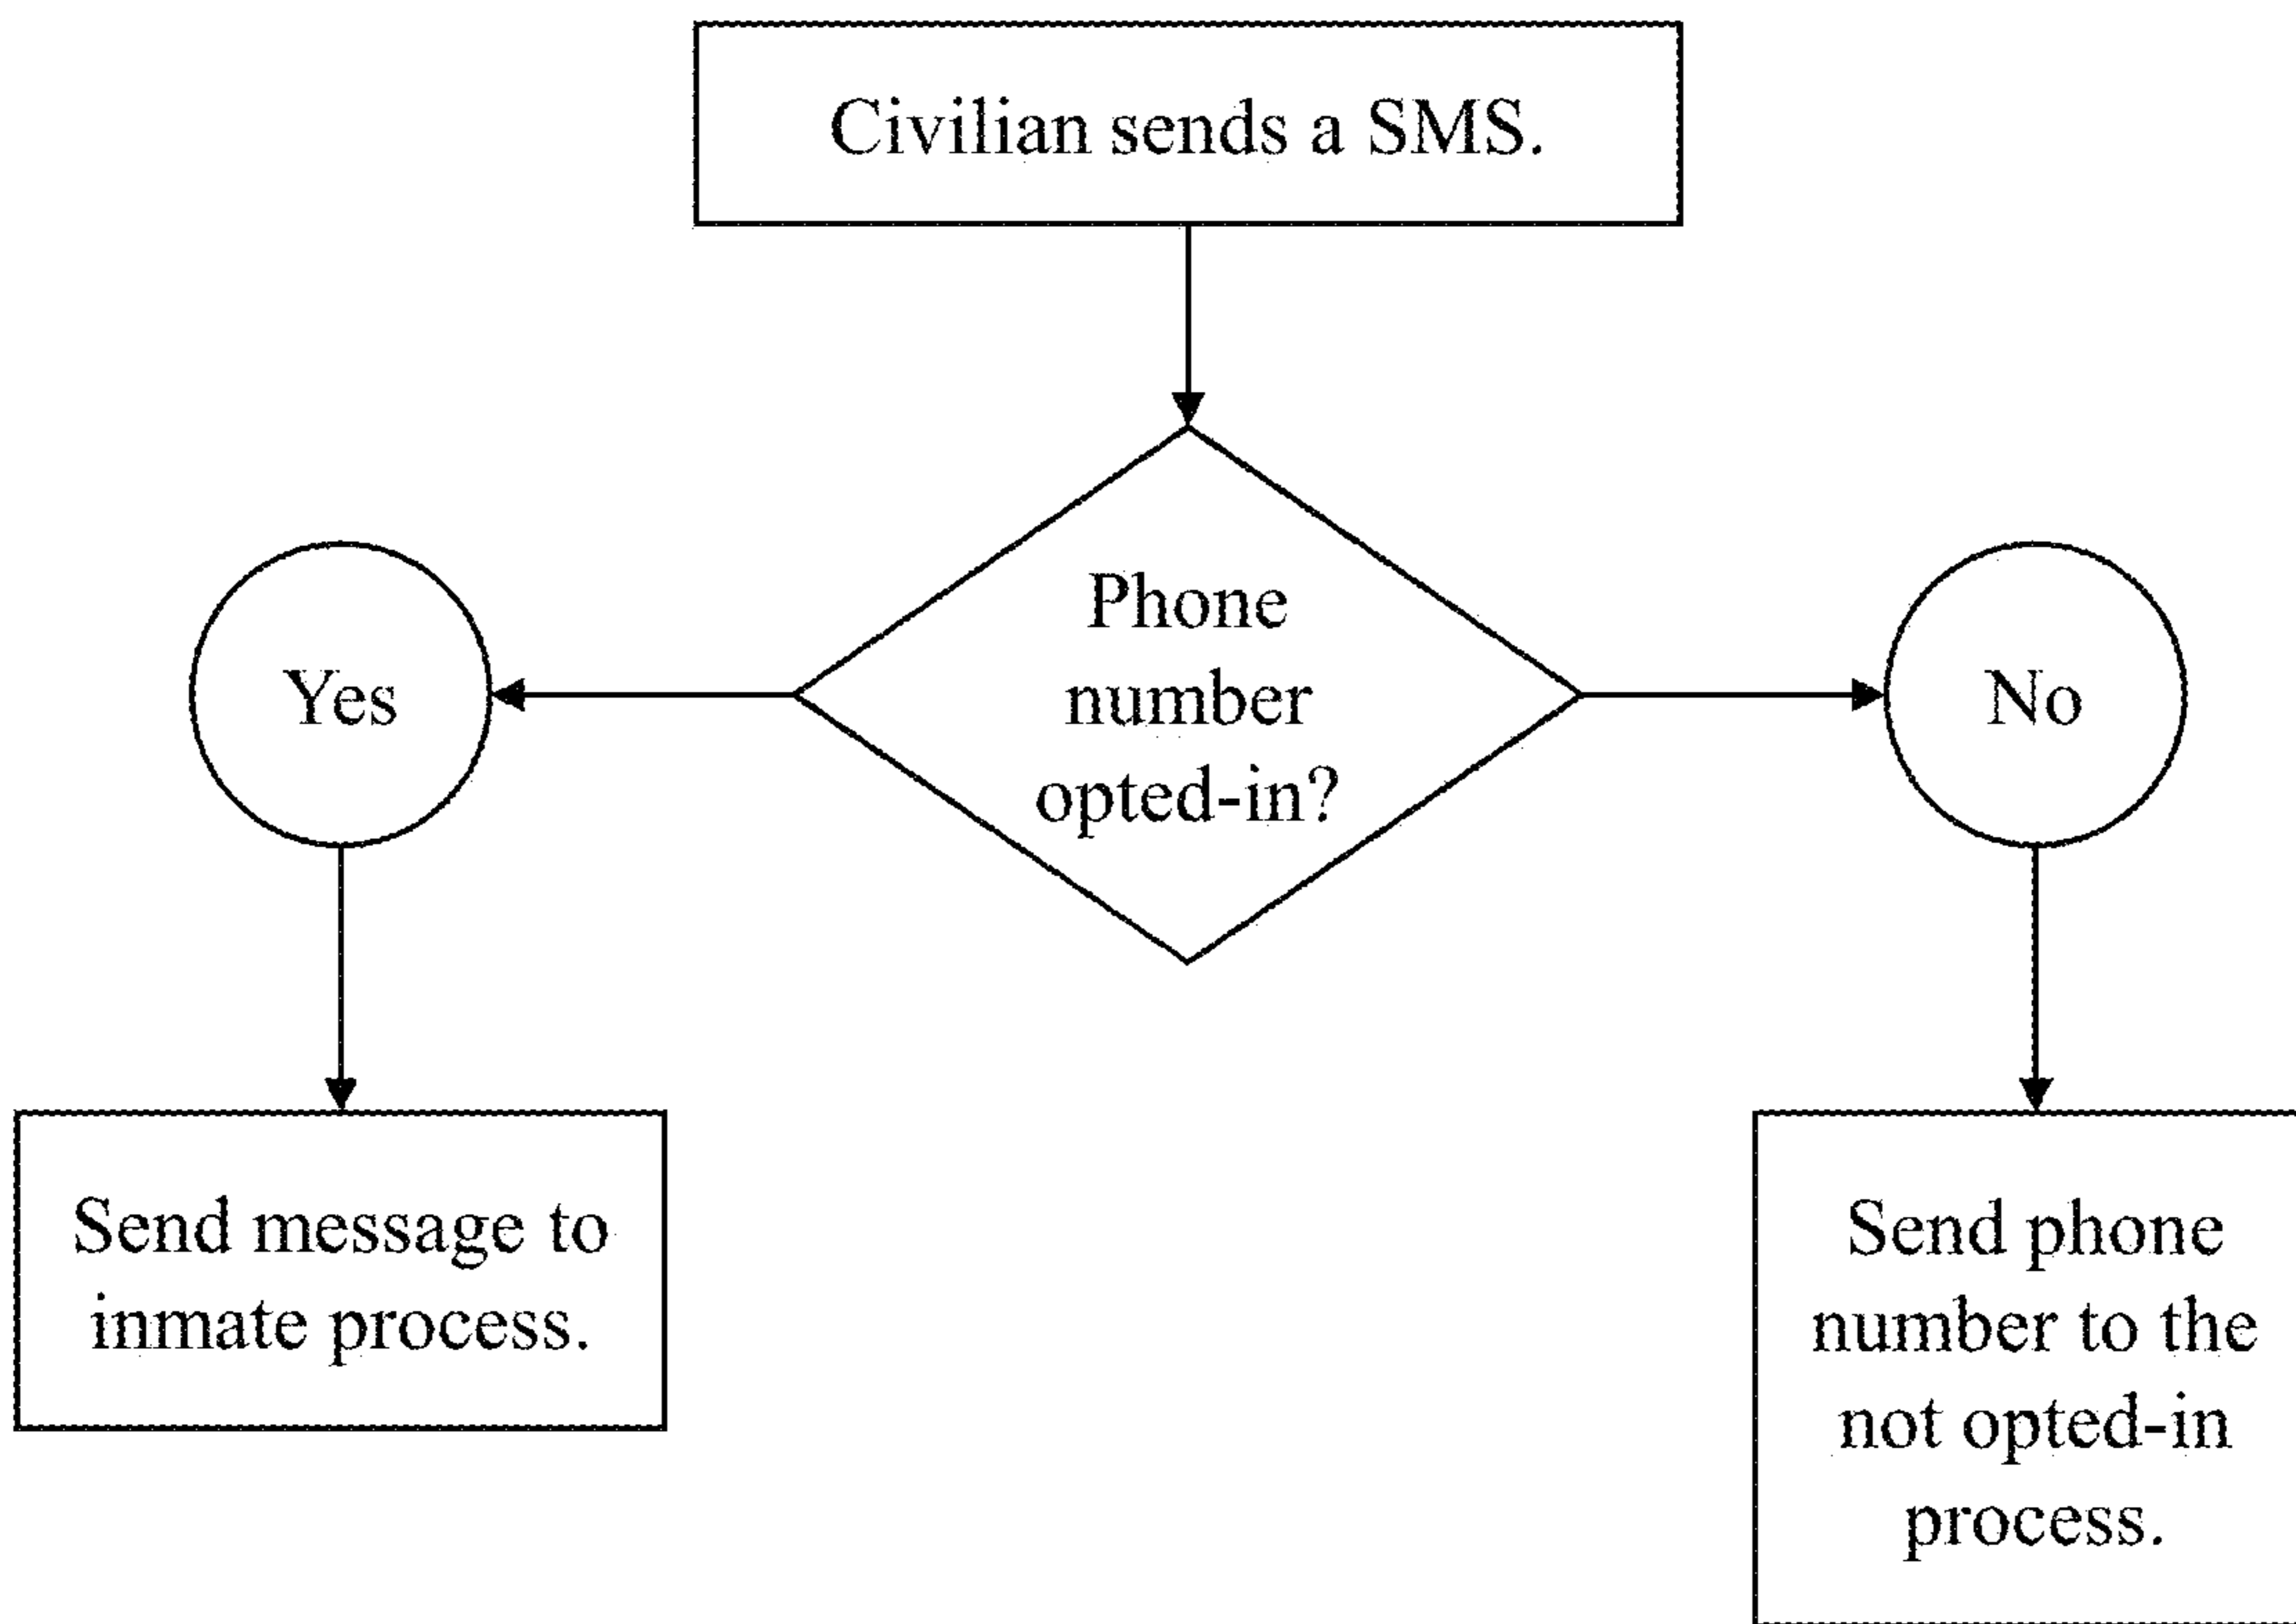 Civilian sends a SMS.
Phone
number
opted-in?
Yes
No
Send message to
inmate process.
Send phone
number to the
not opted-in
process.